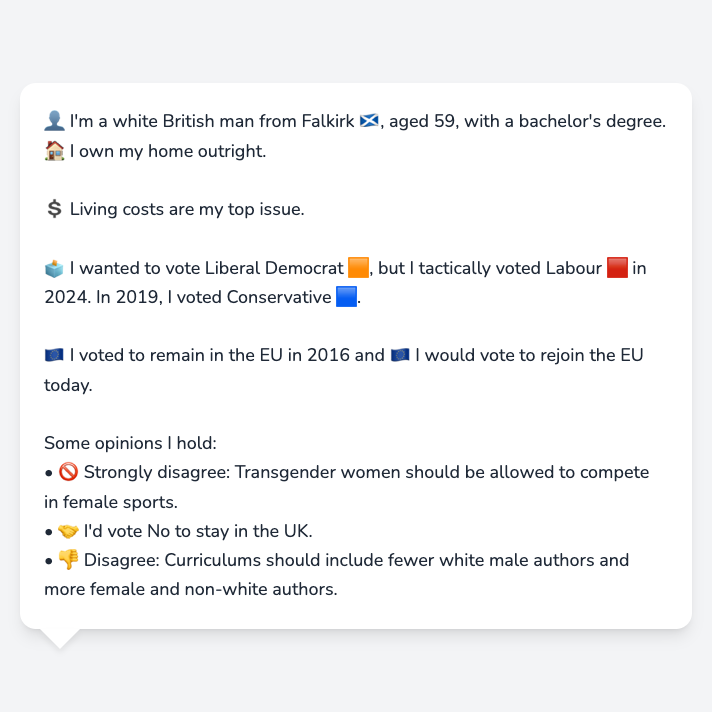 👤 I'm a white British man from Falkirk 🏴󠁧󠁢󠁳󠁣󠁴󠁿, aged 59, with a bachelor's degree.
🏠 I own my home outright.
💲 Living costs are my top issue.
🗳️ I wanted to vote Liberal Democrat 🟧, but I tactically voted Labour 🟥 in
2024. In 2019, I voted Conservative 🟦.
🇪🇺 I voted to remain in the EU in 2016 and 🇪🇺 I would vote to rejoin the EU
today.
Some opinions I hold:
• 🚫 Strongly disagree: Transgender women should be allowed to compete
in female sports.
• 🤝 I'd vote No to stay in the UK.
• 👎 Disagree: Curriculums should include fewer white male authors and
more female and non-white authors.